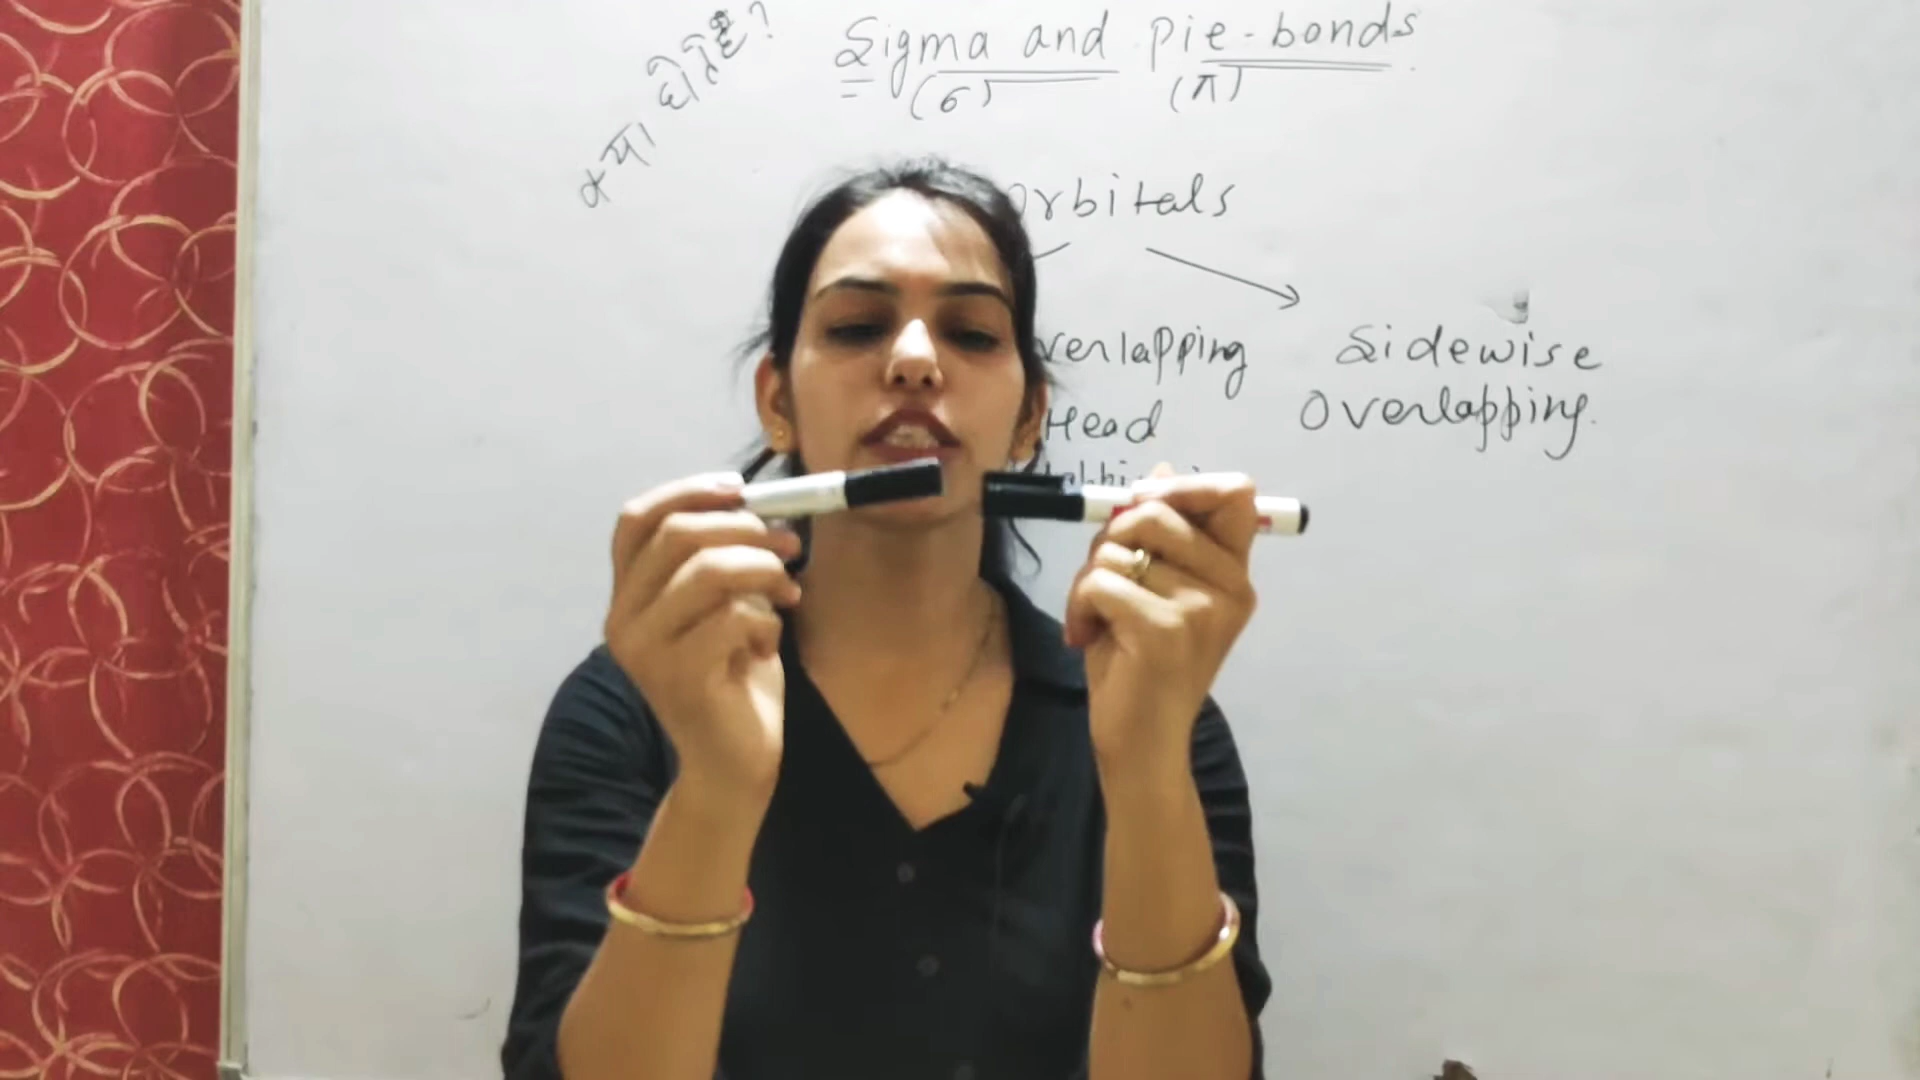 क्या होते है?
Sigma and pie-bonds
(σ) (π)
Orbitals
overlapping
Head
Sidewise
Overlapping.